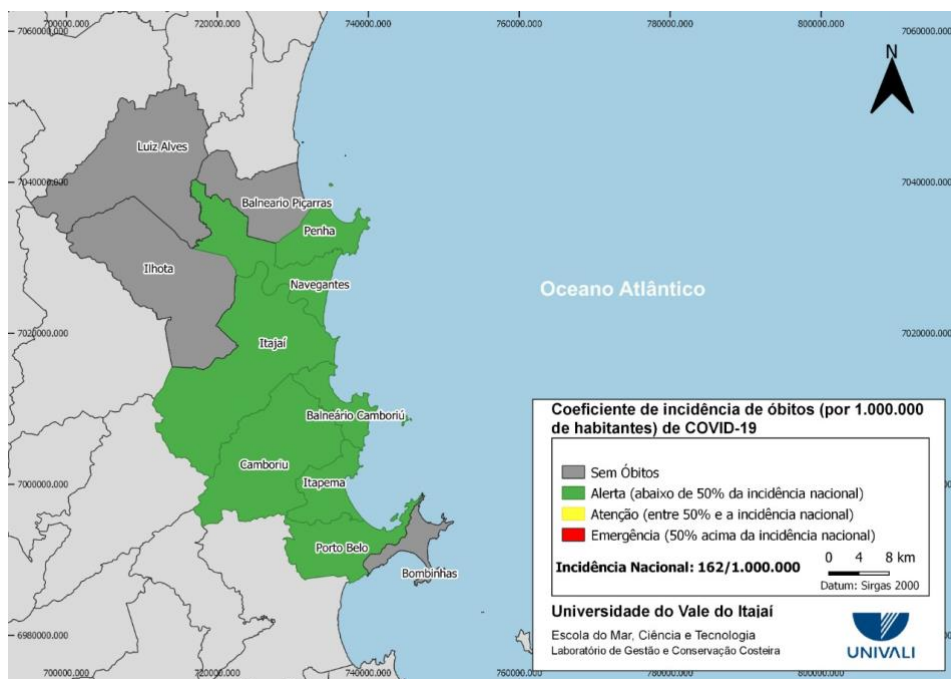 700000.000 720000.000 740000.000 760000.000 780000.000 800000.000
7060000.000 7060000.000
N
Luiz Alves
7040000.000 7040000.000
Balneario Piçarras
Penha
Ilhota
Navegantes
Oceano Atlântico
7020000.000 7020000.000
Itajaí
Balneário Camboriú
Camboriu
Itapema
7000000.000 7000000.000
Porto Belo
Bombinhas
6980000.000
Coeficiente de incidência de óbitos (por 1.000.000
de habitantes) de COVID-19
Sem Óbitos
Alerta (abaixo de 50% da incidência nacional)
Atenção (entre 50% e a incidência nacional)
Emergência (50% acima da incidência nacional)
Incidência Nacional: 162/1.000.000
0 4 8 km
Datum: Sirgas 2000
Universidade do Vale do Itajaí
Escola do Mar, Ciência e Tecnologia
Laboratório de Gestão e Conservação Costeira
UNIVALI
700000.000 720000.000 740000.000 760000.000 780000.000 800000.000